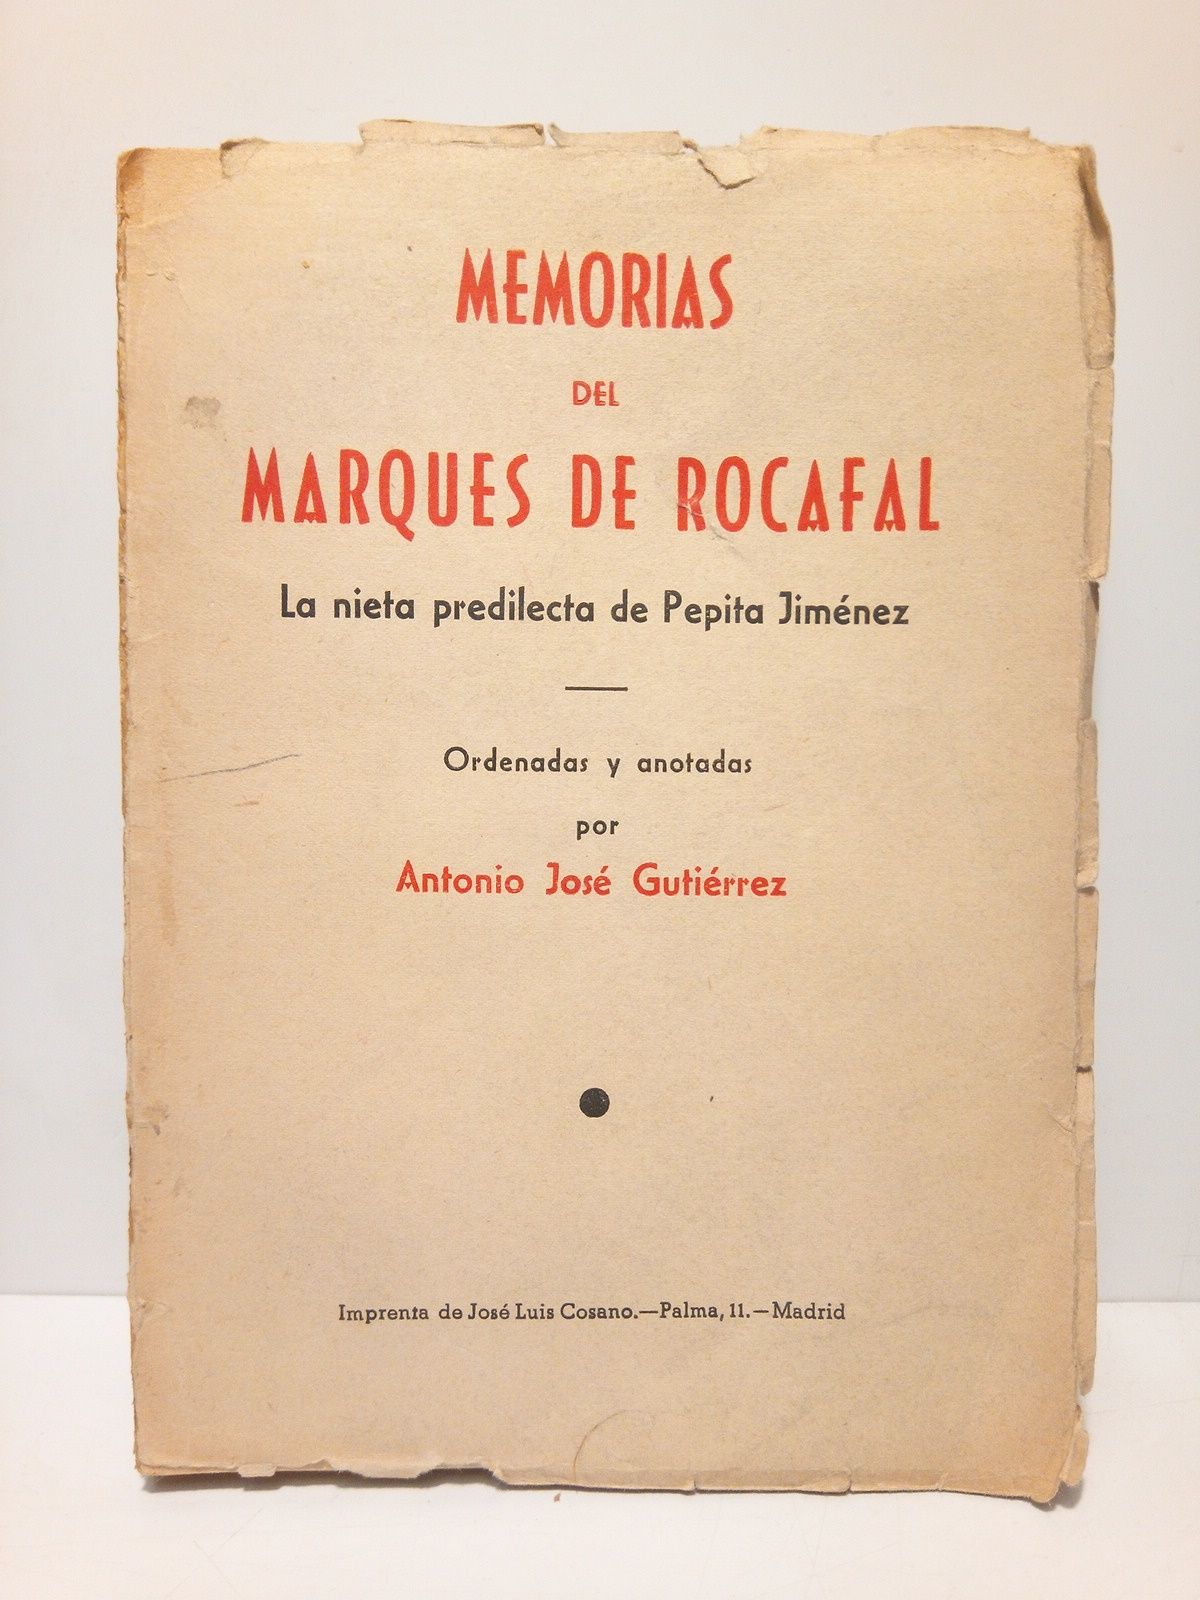 MEMORIAS
DEL
MARQUES DE ROCAFAL
La nieta predilecta de Pepita Jiménez
Ordenadas y anotadas
por
Antonio José Gutiérrez
Imprenta de José Luis Cosano.—Palma, 11.—Madrid